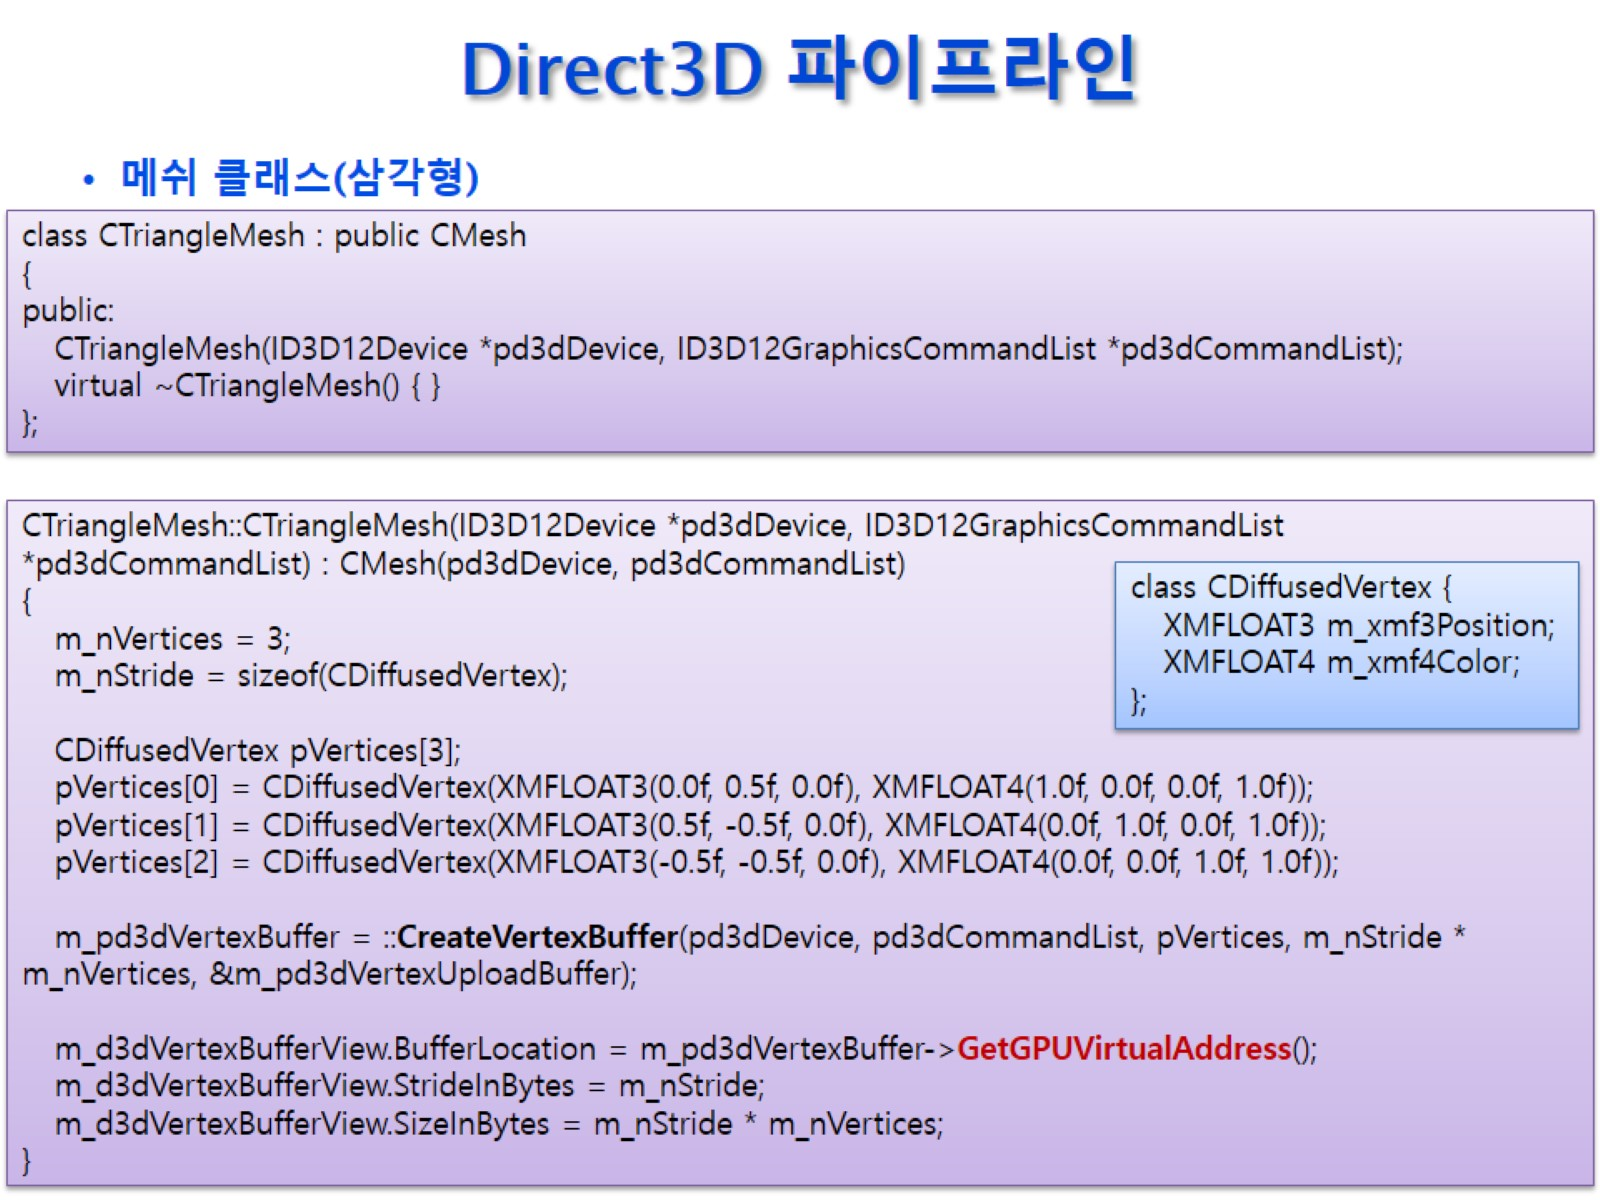 Direct3D 파이프라인
• 메쉬 클래스(삼각형)
class CTriangleMesh : public CMesh
{
public:
    CTriangleMesh(ID3D12Device *pd3dDevice, ID3D12GraphicsCommandList *pd3dCommandList);
    virtual ~CTriangleMesh() { }
};
CTriangleMesh::CTriangleMesh(ID3D12Device *pd3dDevice, ID3D12GraphicsCommandList
*pd3dCommandList) : CMesh(pd3dDevice, pd3dCommandList)
{
    m_nVertices = 3;
    m_nStride = sizeof(CDiffusedVertex);
class CDiffusedVertex {
    XMFLOAT3 m_xmf3Position;
    XMFLOAT4 m_xmf4Color;
};
    CDiffusedVertex pVertices[3];
    pVertices[0] = CDiffusedVertex(XMFLOAT3(0.0f, 0.5f, 0.0f), XMFLOAT4(1.0f, 0.0f, 0.0f, 1.0f));
    pVertices[1] = CDiffusedVertex(XMFLOAT3(0.5f, -0.5f, 0.0f), XMFLOAT4(0.0f, 1.0f, 0.0f, 1.0f));
    pVertices[2] = CDiffusedVertex(XMFLOAT3(-0.5f, -0.5f, 0.0f), XMFLOAT4(0.0f, 0.0f, 1.0f, 1.0f));
    m_pd3dVertexBuffer = ::CreateVertexBuffer(pd3dDevice, pd3dCommandList, pVertices, m_nStride *
m_nVertices, &m_pd3dVertexUploadBuffer);
    m_d3dVertexBufferView.BufferLocation = m_pd3dVertexBuffer->GetGPUVirtualAddress();
    m_d3dVertexBufferView.StrideInBytes = m_nStride;
    m_d3dVertexBufferView.SizeInBytes = m_nStride * m_nVertices;
}